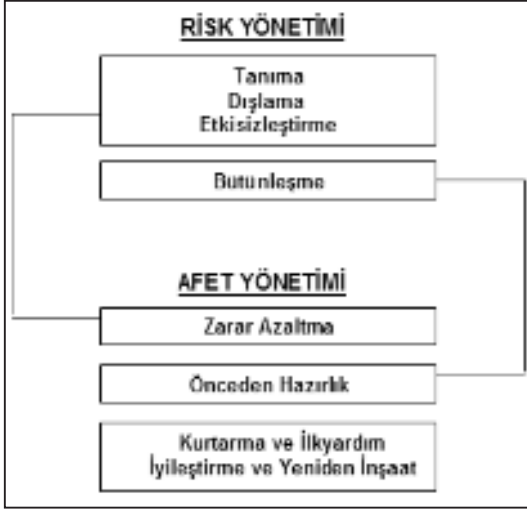 RİSK YÖNETİMİ
Tanıma
Dışlama
Etkisizleştirme
Bütünleşme
AFET YÖNETİMİ
Zarar Azaltma
Önceden Hazırlık
Kurtarma ve İlkyardım
İyileştirme ve Yeniden İnşaat